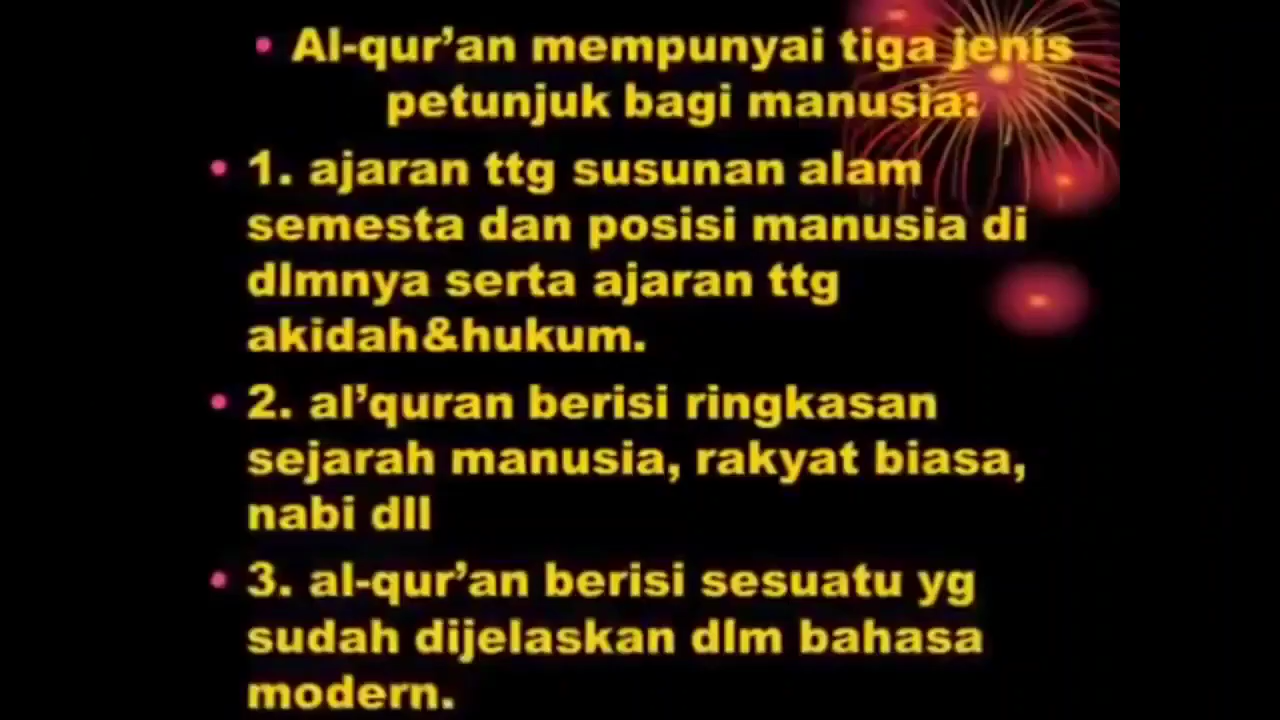 • Al-qur’an mempunyai tiga jenis
petunjuk bagi manusia:
• 1. ajaran ttg susunan alam
semesta dan posisi manusia di
dlmnya serta ajaran ttg
akidah&hukum.
• 2. al’quran berisi ringkasan
sejarah manusia, rakyat biasa,
nabi dll
• 3. al-qur’an berisi sesuatu yg
sudah dijelaskan dlm bahasa
modern.